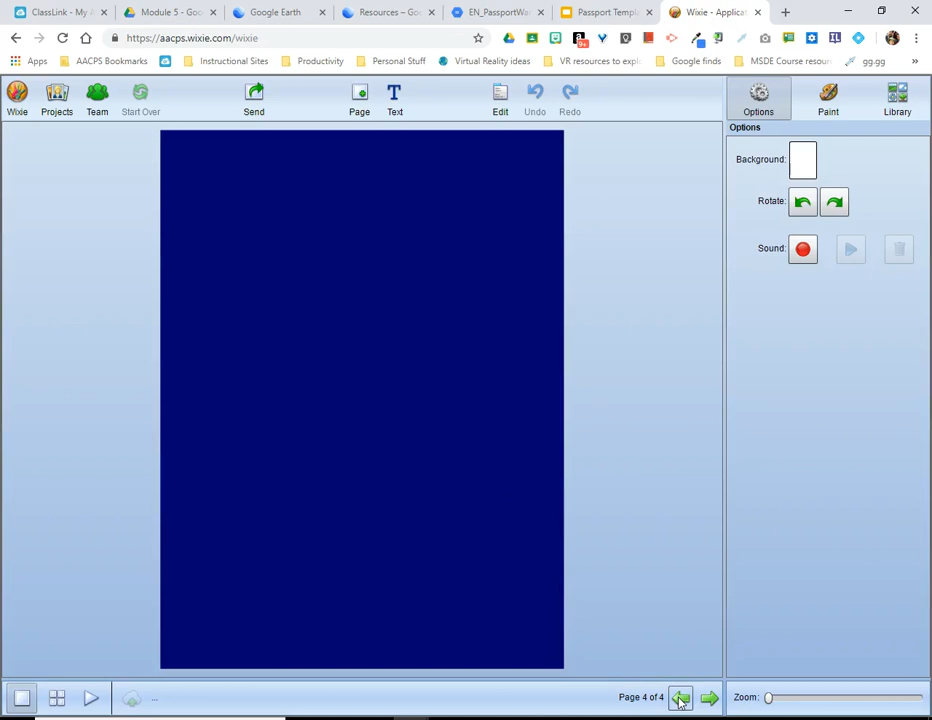 ClassLink - My A
Module 5 - Goo
Google Earth
Resources – Goo
EN_PassportWa
Passport Templ
Wixie - Applicat
https://aacps.wixie.com/wixie
9+
Apps
AACPS Bookmarks
Instructional Sites
Productivity
Personal Stuff
Virtual Reality ideas
VR resources to expl
Google finds
MSDE Course resour
gg.gg
»
Wixie
Projects
Team
Start Over
Send
Page
Text
Edit
Undo
Redo
Options
Paint
Library
Options
Background:
Rotate:
Sound:
...
Page 4 of 4
Zoom: